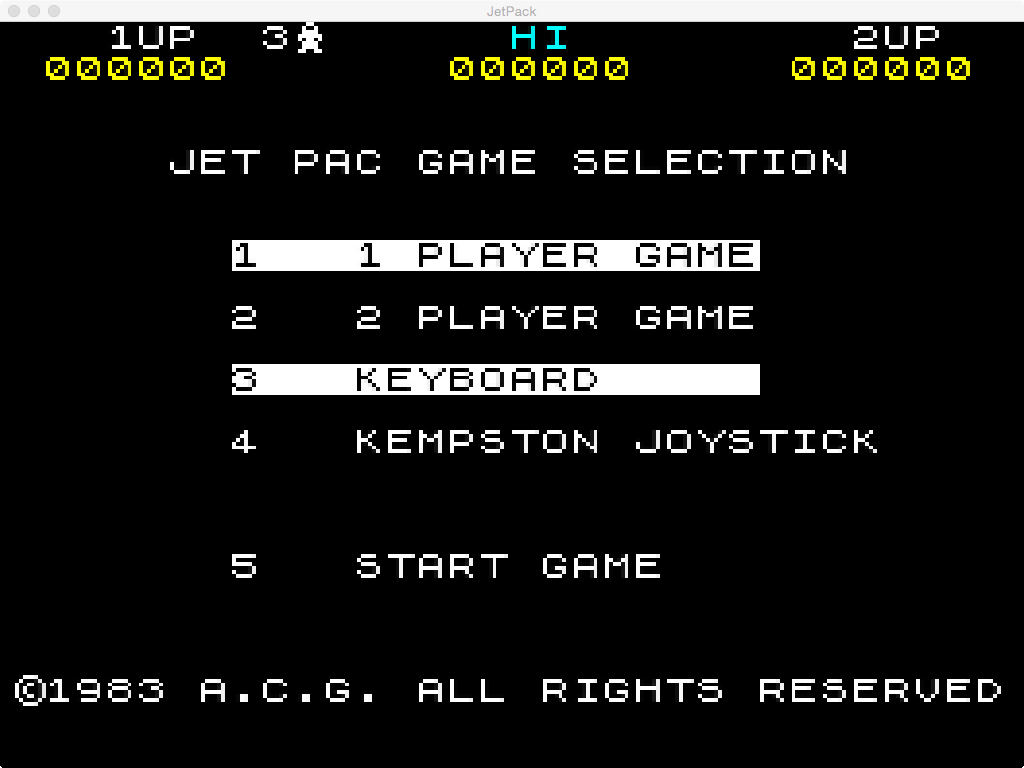 JetPack
1UP 3 HI 2UP
000000 000000 000000
JET PAC GAME SELECTION
1 1 PLAYER GAME
2 2 PLAYER GAME
3 KEYBOARD
4 KEMPSTON JOYSTICK
5 START GAME
©1983 A.C.G. ALL RIGHTS RESERVED